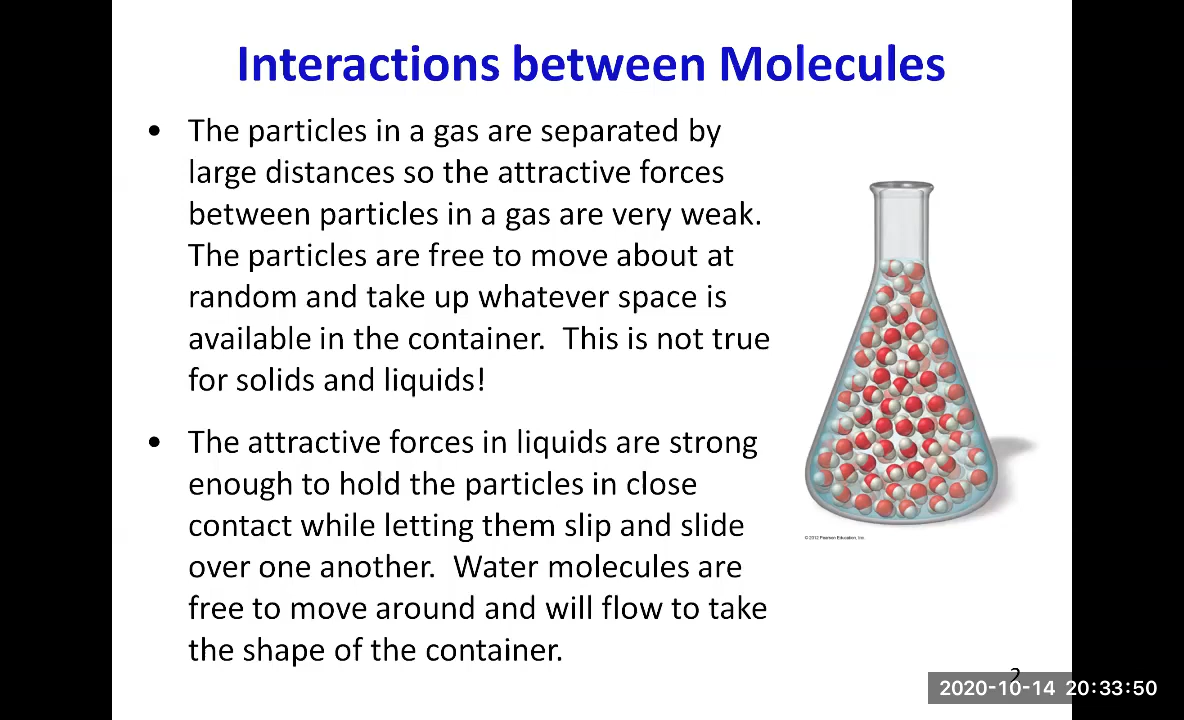 Interactions between Molecules
• The particles in a gas are separated by
large distances so the attractive forces
between particles in a gas are very weak.
The particles are free to move about at
random and take up whatever space is
available in the container.  This is not true
for solids and liquids!
• The attractive forces in liquids are strong
enough to hold the particles in close
contact while letting them slip and slide
over one another.  Water molecules are
free to move around and will flow to take
the shape of the container.
© 2012 Pearson Education, Inc.
2
2020-10-14 20:33:50